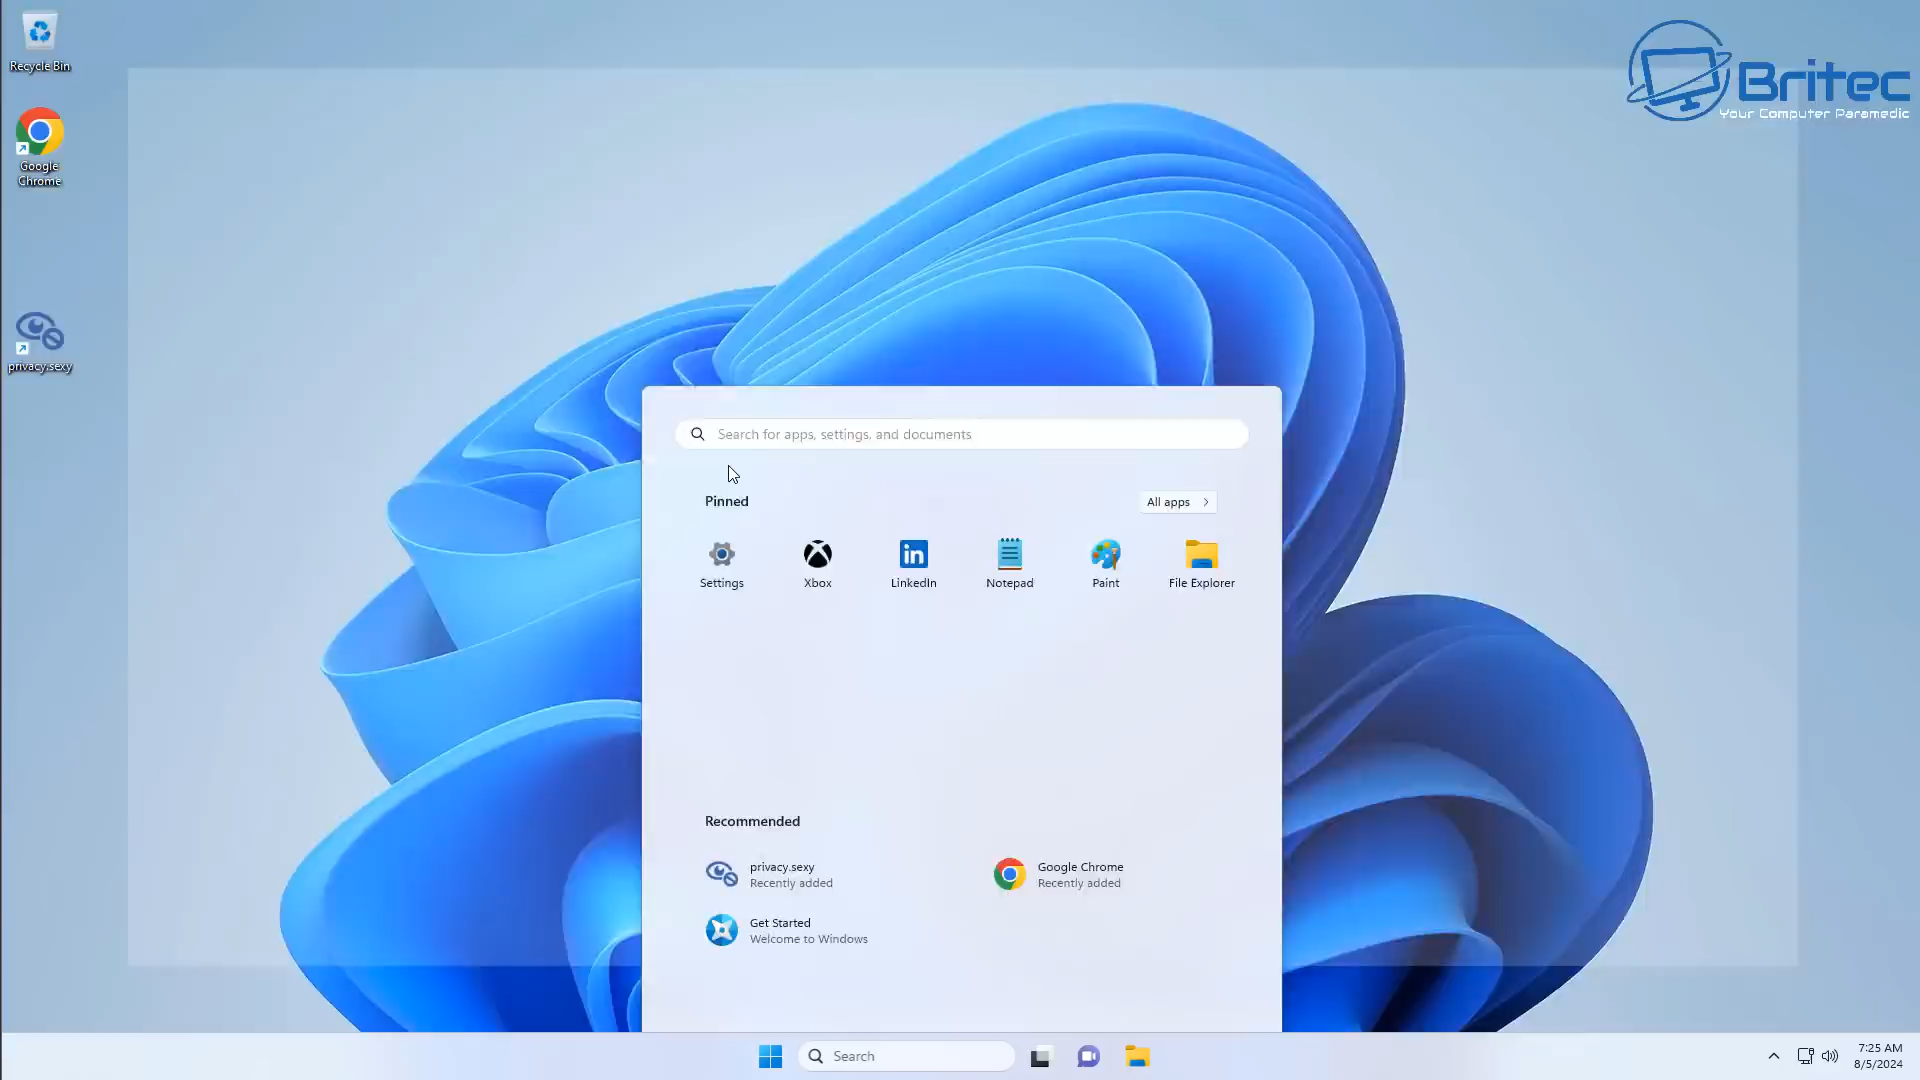 Recycle Bin
Google
Chrome
privacy.sexy
Britec
Your Computer Paramedic
Search for apps, settings, and documents
Pinned
All apps
Settings
Xbox
LinkedIn
Notepad
Paint
File Explorer
Recommended
privacy.sexy
Recently added
Google Chrome
Recently added
Get Started
Welcome to Windows
Search
7:25 AM
8/5/2024